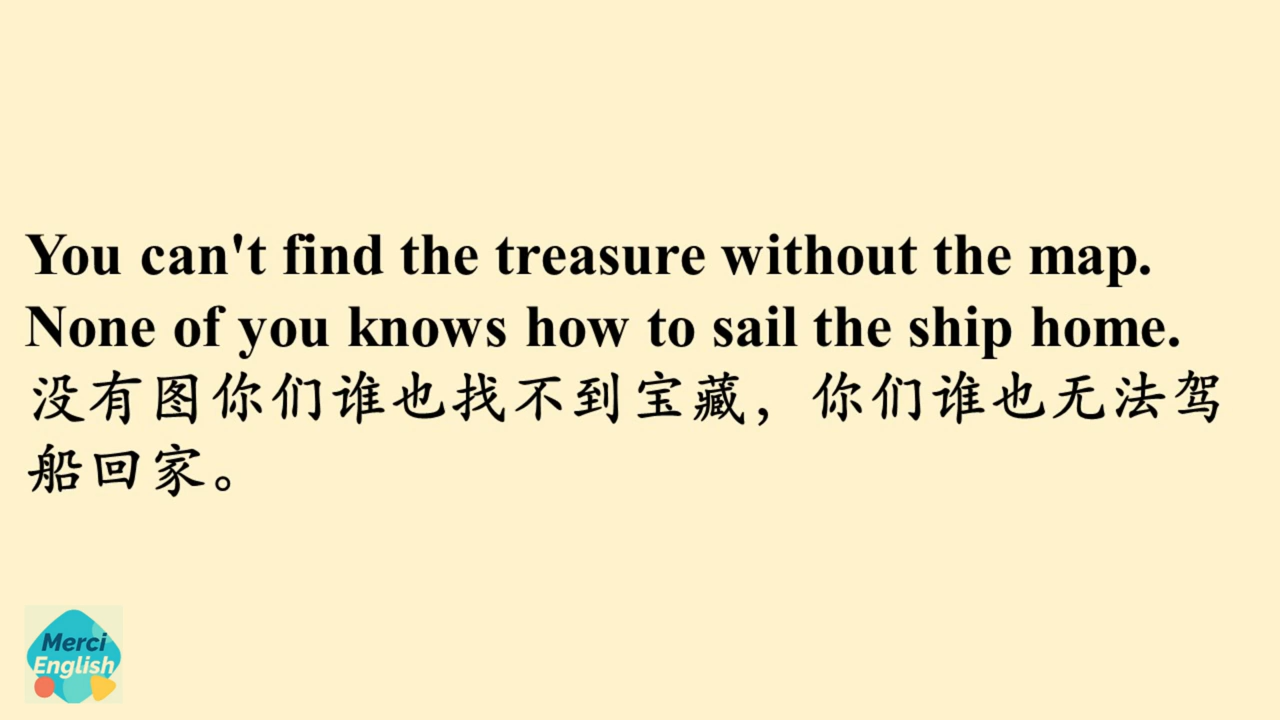 You can't find the treasure without the map.
None of you knows how to sail the ship home.
没有图你们谁也找不到宝藏，你们谁也无法驾
船回家。
Merci
English